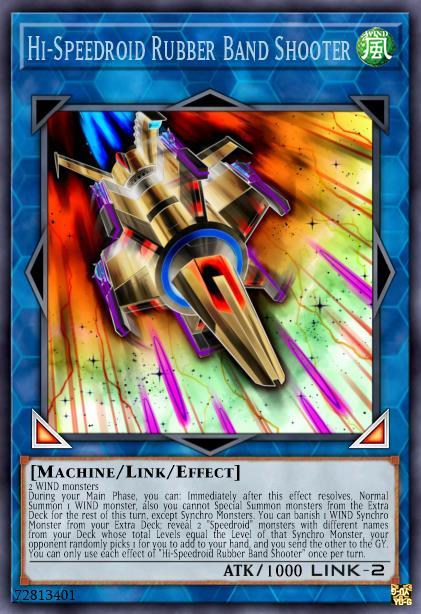 HI-SPEEDROID RUBBER BAND SHOOTER
WIND
風
[MACHINE/LINK/EFFECT]
2 WIND monsters
During your Main Phase, you can: Immediately after this effect resolves, Normal
Summon 1 WIND monster, also you cannot Special Summon monsters from the Extra
Deck for the rest of this turn, except Synchro Monsters. You can banish 1 WIND Synchro
Monster from your Extra Deck; reveal 2 "Speedroid" monsters with different names
from your Deck whose total Levels equal the Level of that Synchro Monster, your
opponent randomly picks 1 for you to add to your hand, and you send the other to the GY.
You can only use each effect of "Hi-Speedroid Rubber Band Shooter" once per turn.
ATK/1000 LINK-2
72813401